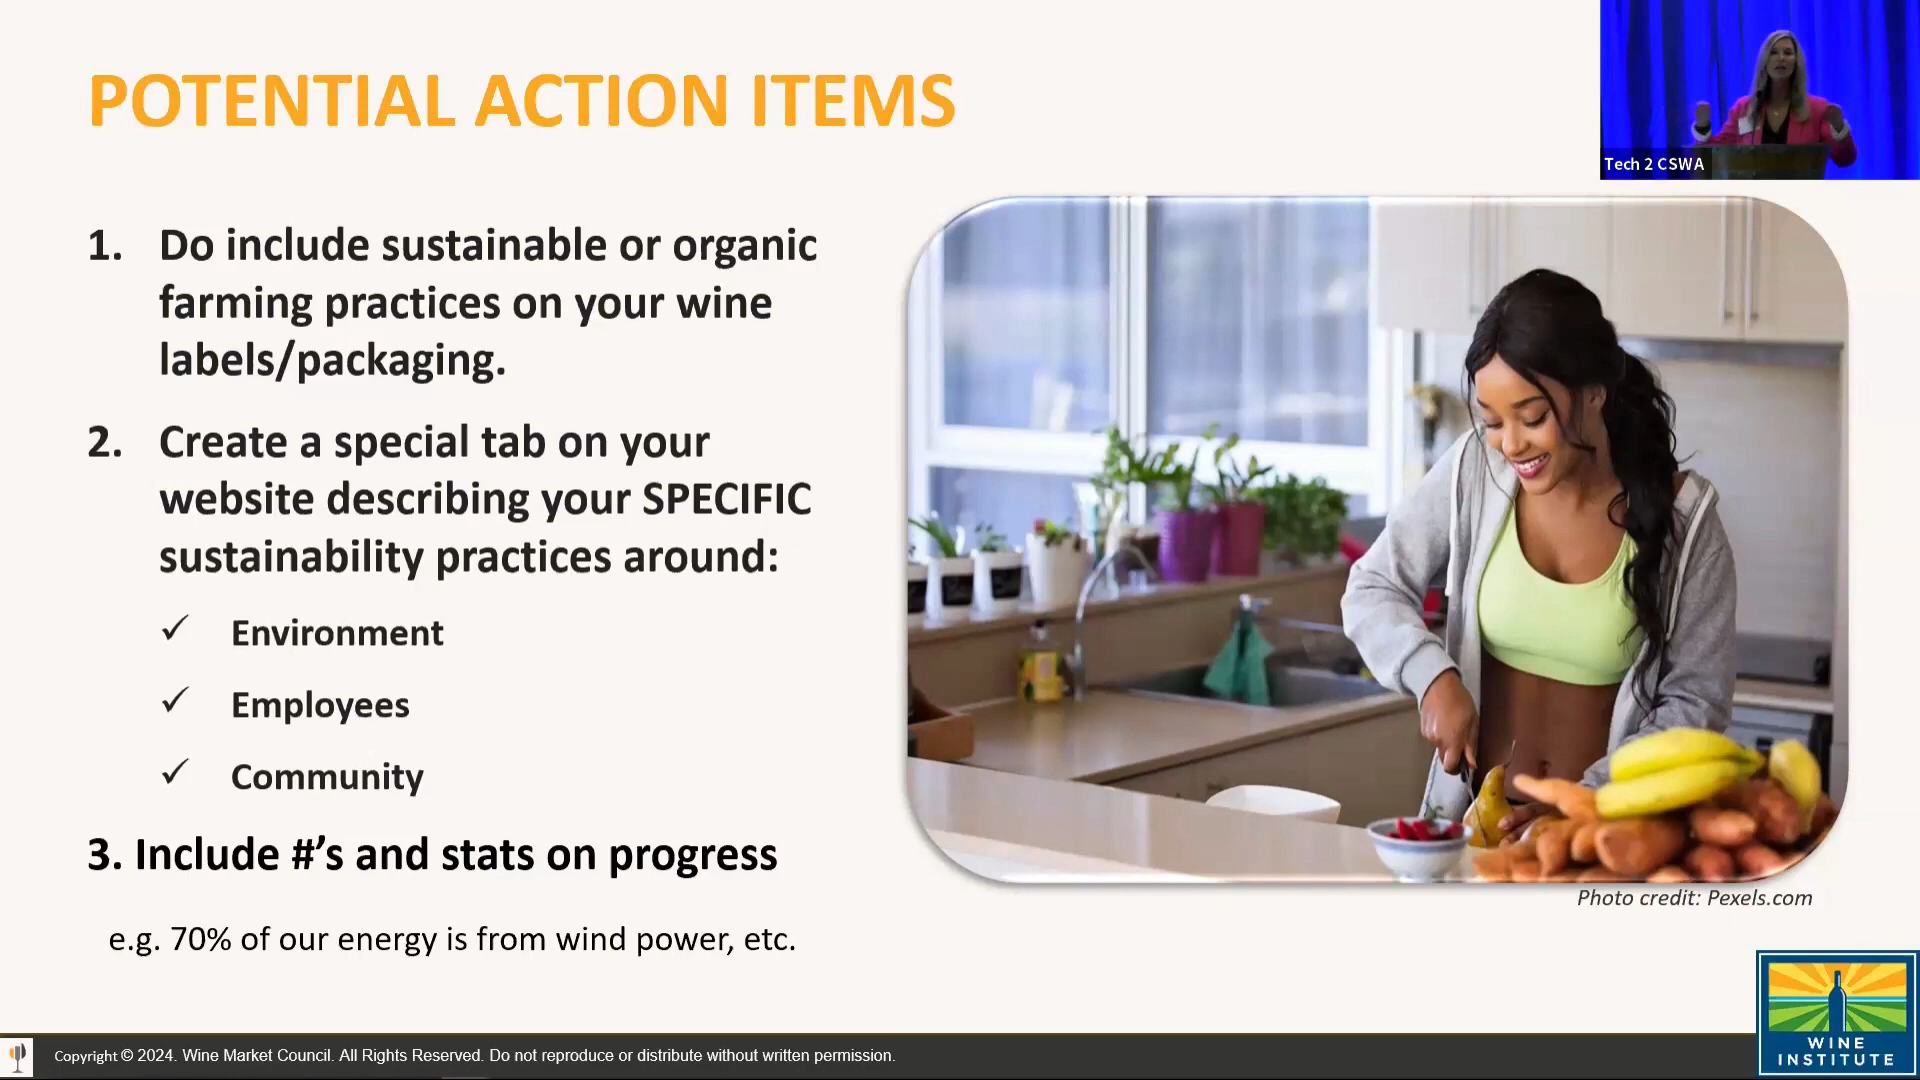 POTENTIAL ACTION ITEMS
Tech 2 CSWA
1. Do include sustainable or organic
farming practices on your wine
labels/packaging.
2. Create a special tab on your
website describing your SPECIFIC
sustainability practices around:
✓ Environment
✓ Employees
✓ Community
3. Include #’s and stats on progress
e.g. 70% of our energy is from wind power, etc.
Photo credit: Pexels.com
WINE
INSTITUTE
Copyright © 2024. Wine Market Council. All Rights Reserved. Do not reproduce or distribute without written permission.